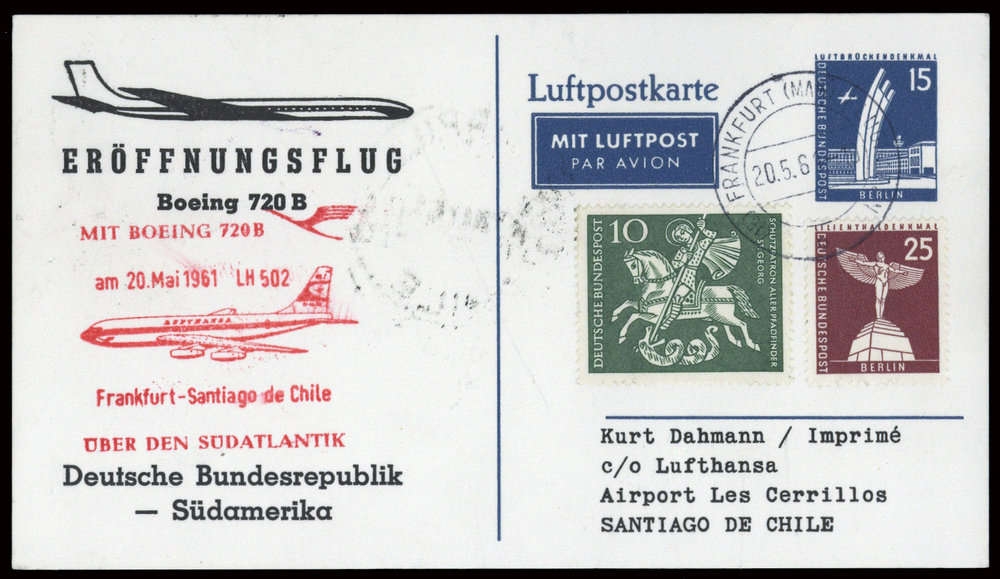 ERÖFFNUNGSFLUG
Boeing 720 B
MIT BOEING 720B
am 20.Mai 1961 LH 502
LUFTHANSA
Frankfurt-Santiago de Chile
ÜBER DEN SÜDATLANTIK
Deutsche Bundesrepublik
— Südamerika
Luftpostkarte
MIT LUFTPOST
PAR AVION
FRANKFURT (MA
20.5.6
LUFTBRÜCKENDENKMAL
15
DEUTSCHE BUNDESPOST
BERLIN
10
DEUTSCHE BUNDESPOST
SCHUTZPATRON ALLER PFADFINDER
ST. GEORG
LILIENTHALDENKMAL
25
DEUTSCHE BUNDESPOST
BERLIN
Kurt Dahmann / Imprimé
c/o Lufthansa
Airport Les Cerrillos
SANTIAGO DE CHILE